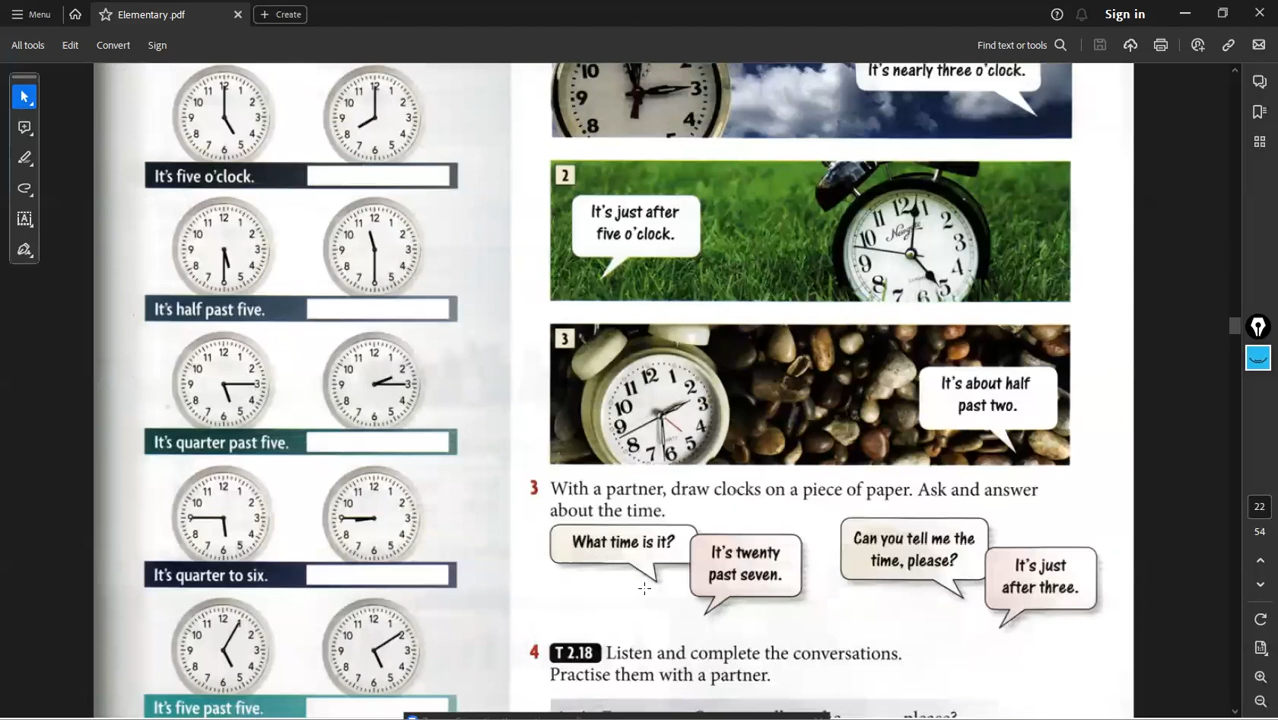 Menu
Elementary .pdf
Create
Sign in
All tools
Edit
Convert
Sign
Find text or tools
It's five o'clock.
It's half past five.
It's quarter past five.
It's quarter to six.
It's five past five.
It's nearly three o'clock.
2
It's just after
five o'clock.
3
It's about half
past two.
3 With a partner, draw clocks on a piece of paper. Ask and answer
about the time.
What time is it?
It's twenty
past seven.
Can you tell me the
time, please?
It's just
after three.
4 T 2.18 Listen and complete the conversations.
Practise them with a partner.
please?
22
54